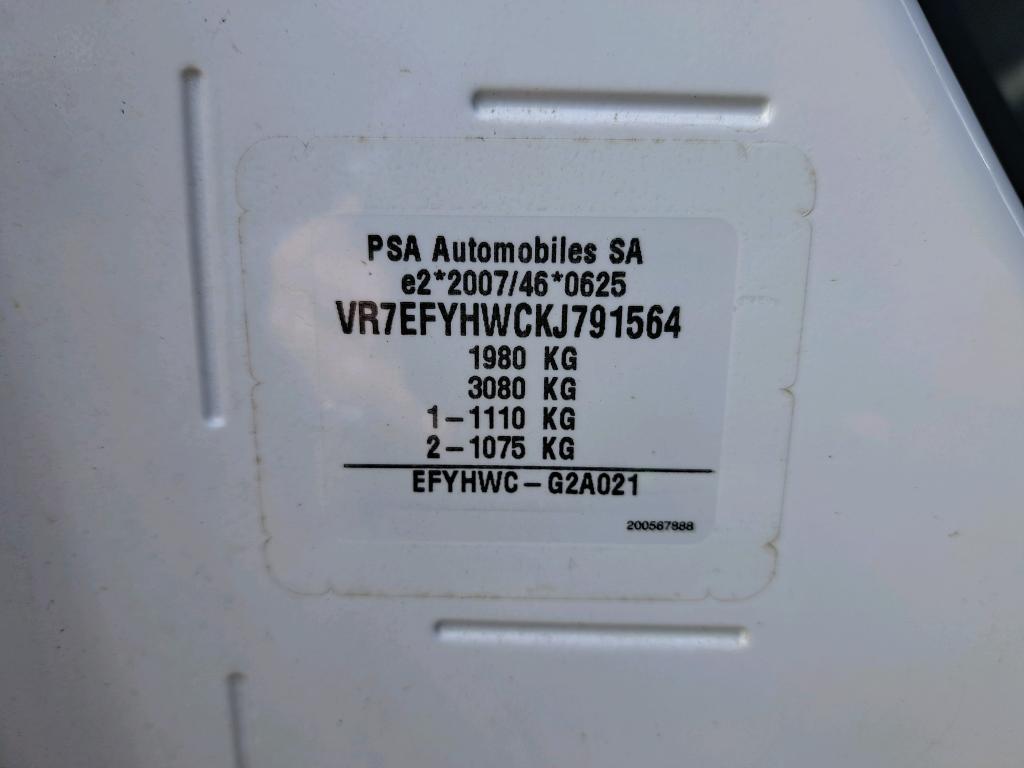 PSA Automobiles SA
e2*2007/46*0625
VR7EFYHWCKJ791564
1980 KG
3080 KG
1-1110 KG
2-1075 KG
EFYHWC-G2A021
200567888